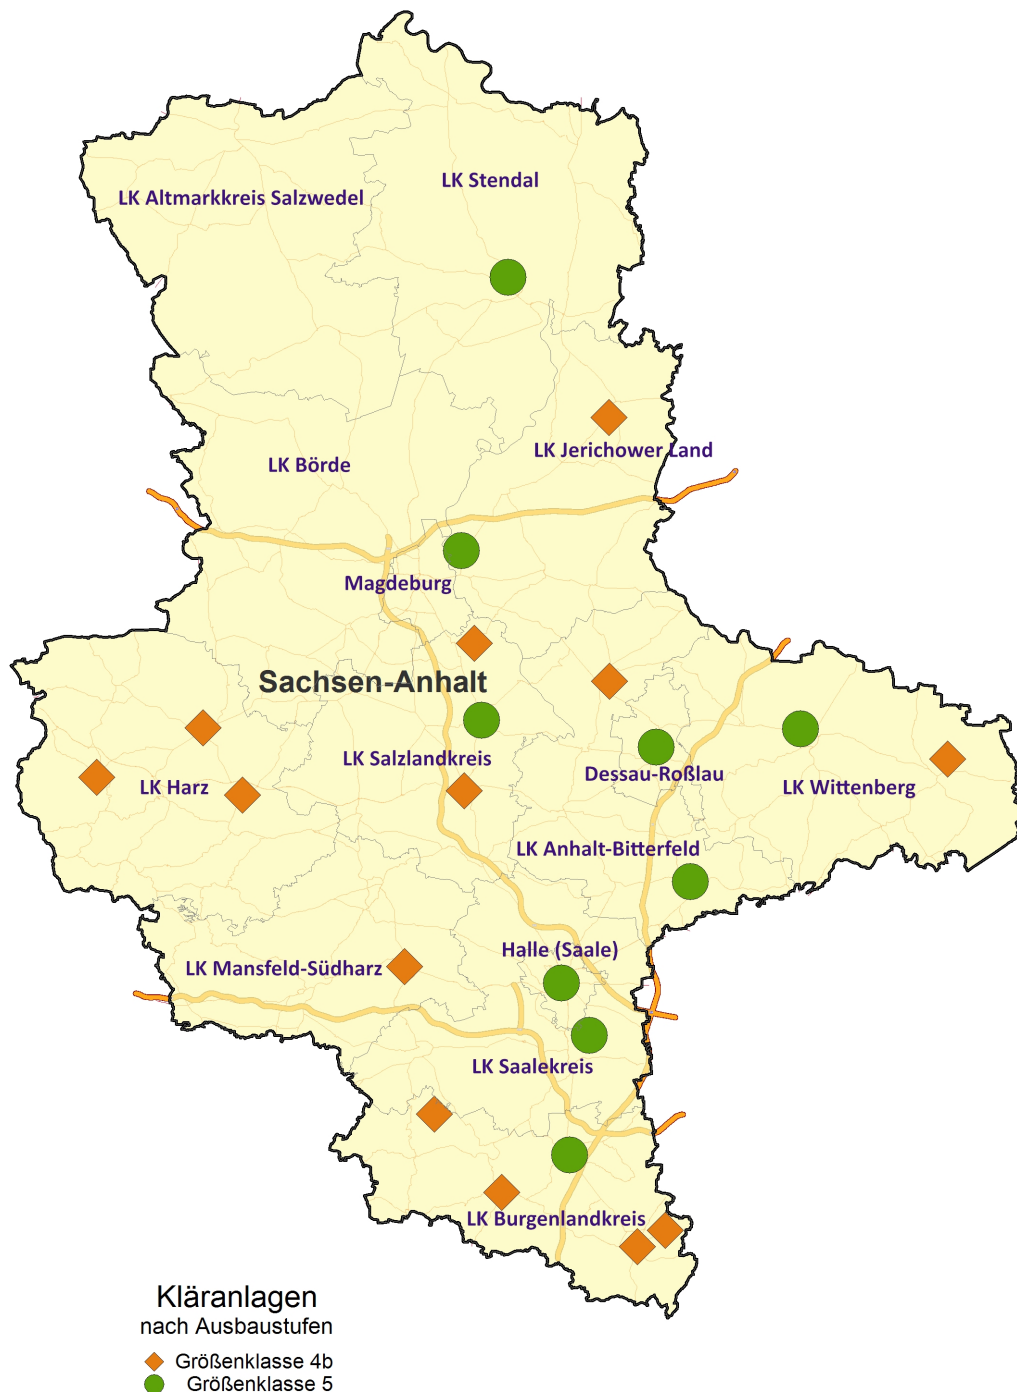 LK Stendal
LK Altmarkkreis Salzwedel
LK Jerichower Land
LK Börde
Magdeburg
Sachsen-Anhalt
LK Salzlandkreis
Dessau-Roßlau
LK Harz
LK Wittenberg
LK Anhalt-Bitterfeld
Halle (Saale)
LK Mansfeld-Südharz
LK Saalekreis
LK Burgenlandkreis
Kläranlagen
nach Ausbaustufen
Größenklasse 4b
Größenklasse 5